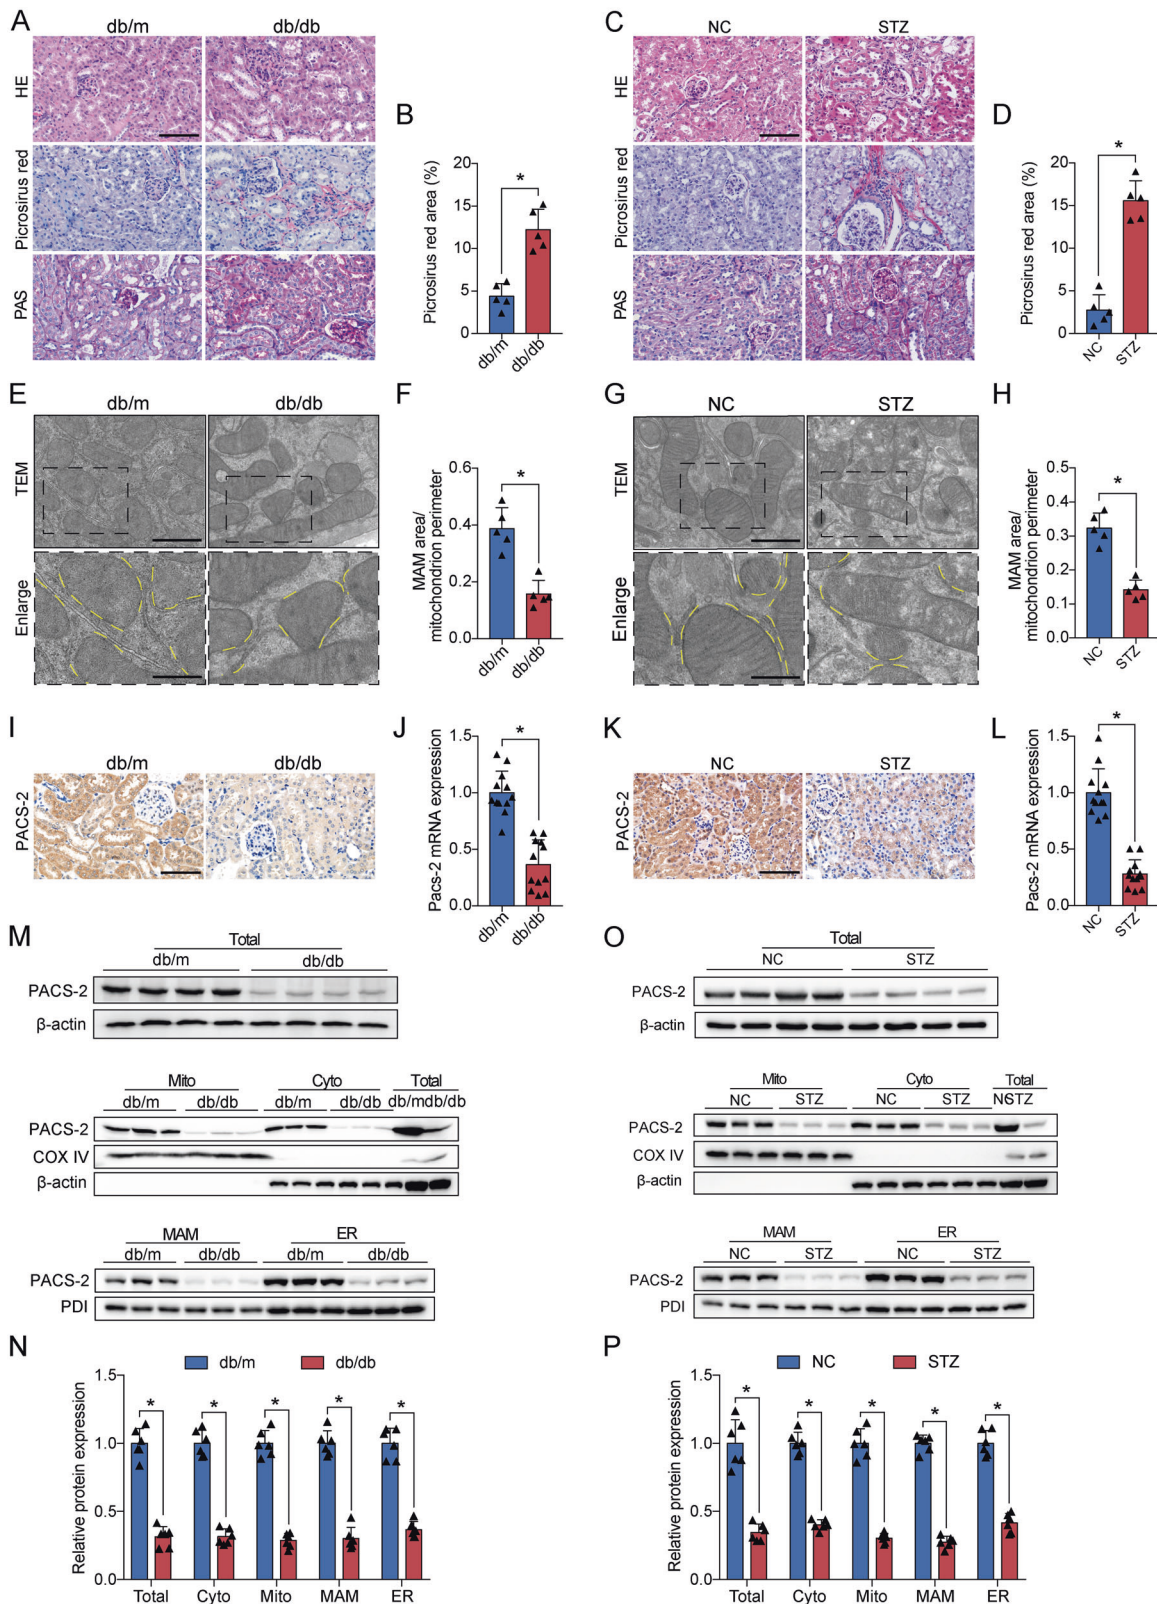 A
db/m
db/db
HE
Picrosirus red
PAS
B
Picrosirus red area (%)
20
15
10
5
0
db/m
db/db
*
C
NC
STZ
HE
Picrosirus red
PAS
D
Picrosirus red area (%)
20
15
10
5
0
NC
STZ
*
E
db/m
db/db
TEM
Enlarge
F
MAM area/
mitochondrion perimeter
0.6
0.4
0.2
0.0
db/m
db/db
*
G
NC
STZ
TEM
Enlarge
H
MAM area/
mitochondrion perimeter
0.5
0.4
0.3
0.2
0.1
0.0
NC
STZ
*
I
db/m
db/db
PACS-2
J
Pacs-2 mRNA expression
1.5
1.0
0.5
0.0
db/m
db/db
*
K
NC
STZ
PACS-2
L
Pacs-2 mRNA expression
1.5
1.0
0.5
0.0
NC
STZ
*
M
Total
db/m db/db
PACS-2
β-actin
Mito Cyto Total
db/m db/db db/m db/db db/mdb/db
PACS-2
COX IV
β-actin
MAM ER
db/m db/db db/m db/db
PACS-2
PDI
O
Total
NC STZ
PACS-2
β-actin
Mito Cyto Total
NC STZ NC STZ NCSTZ
PACS-2
COX IV
β-actin
MAM ER
NC STZ NC STZ
PACS-2
PDI
N
db/m db/db
Relative protein expression
1.5
1.0
0.5
0.0
* * * * *
Total Cyto Mito MAM ER
P
NC STZ
Relative protein expression
1.5
1.0
0.5
0.0
* * * * *
Total Cyto Mito MAM ER